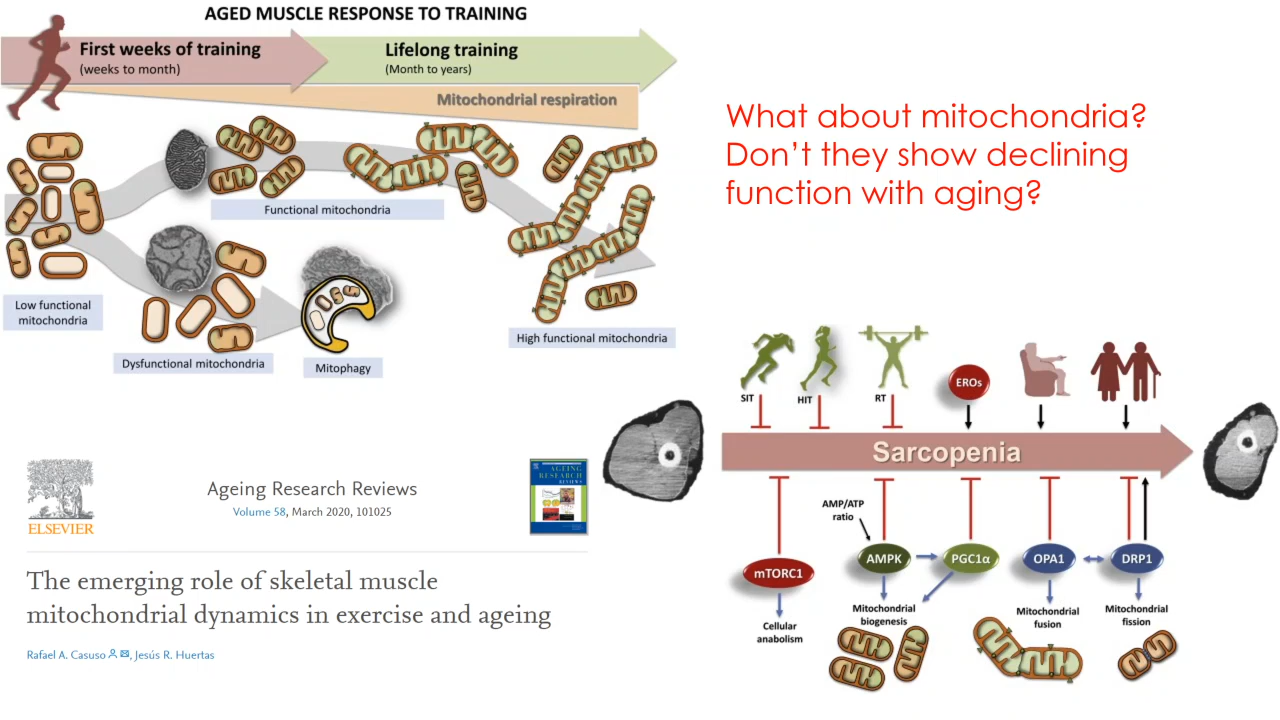 AGED MUSCLE RESPONSE TO TRAINING
First weeks of training
(weeks to month)
Lifelong training
(Month to years)
Mitochondrial respiration
Functional mitochondria
Low functional
mitochondria
Dysfunctional mitochondria
Mitophagy
High functional mitochondria
What about mitochondria?
Don't they show declining
function with aging?
ELSEVIER
Ageing Research Reviews
Volume 58, March 2020, 101025
AGEING
RESEARCH
REVIEWS
The emerging role of skeletal muscle
mitochondrial dynamics in exercise and ageing
Rafael A. Casuso, Jesús R. Huertas
SIT
HIT
RT
EROs
Sarcopenia
AMP/ATP
ratio
mTORC1
AMPK
PGC1α
OPA1
DRP1
Cellular
anabolism
Mitochondrial
biogenesis
Mitochondrial
fusion
Mitochondrial
fission